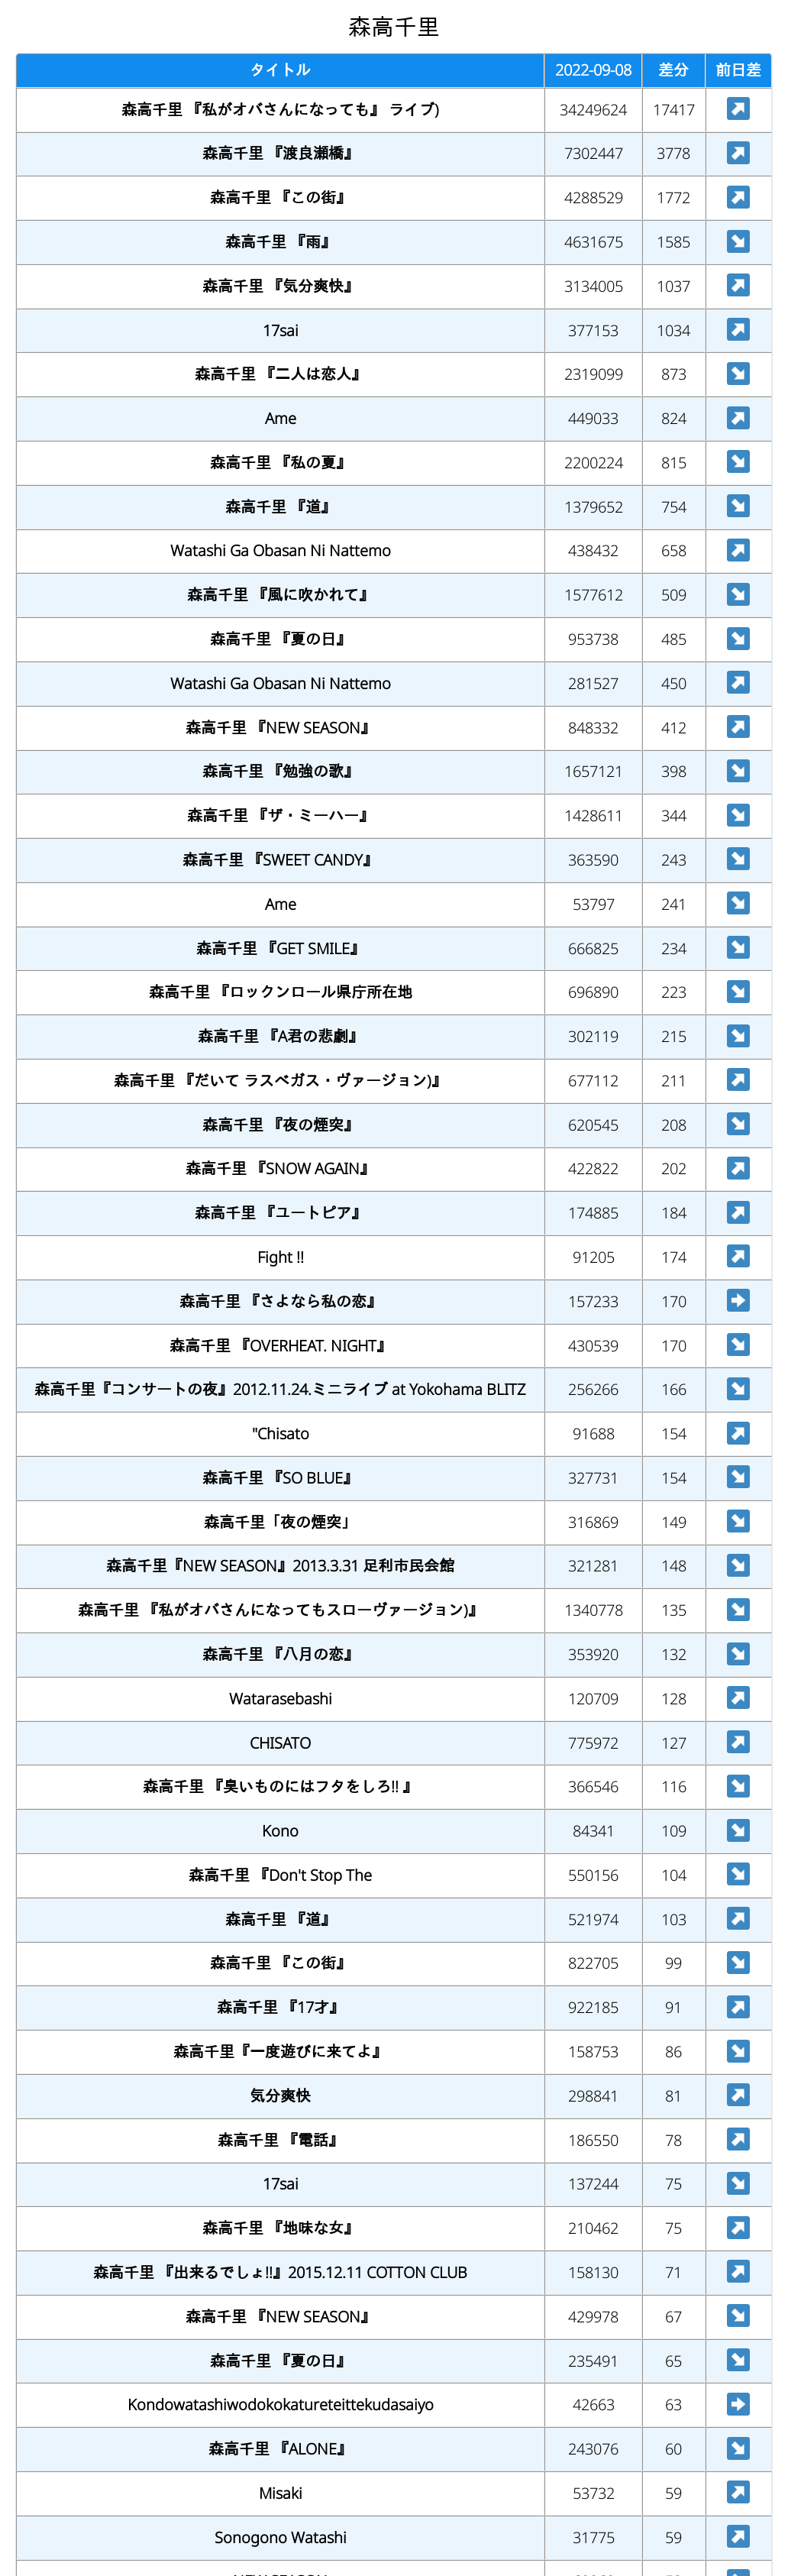 森高千里
タイトル 2022-09-08 差分 前日差
森高千里 『私がオバさんになっても』 ライブ) 34249624 17417
森高千里 『渡良瀬橋』 7302447 3778
森高千里 『この街』 4288529 1772
森高千里 『雨』 4631675 1585
森高千里 『気分爽快』 3134005 1037
17sai 377153 1034
森高千里 『二人は恋人』 2319099 873
Ame 449033 824
森高千里 『私の夏』 2200224 815
森高千里 『道』 1379652 754
Watashi Ga Obasan Ni Nattemo 438432 658
森高千里 『風に吹かれて』 1577612 509
森高千里 『夏の日』 953738 485
Watashi Ga Obasan Ni Nattemo 281527 450
森高千里 『NEW SEASON』 848332 412
森高千里 『勉強の歌』 1657121 398
森高千里 『ザ・ミーハー』 1428611 344
森高千里 『SWEET CANDY』 363590 243
Ame 53797 241
森高千里 『GET SMILE』 666825 234
森高千里 『ロックンロール県庁所在地 696890 223
森高千里 『A君の悲劇』 302119 215
森高千里 『だいて ラスベガス・ヴァージョン)』 677112 211
森高千里 『夜の煙突』 620545 208
森高千里 『SNOW AGAIN』 422822 202
森高千里 『ユートピア』 174885 184
Fight !! 91205 174
森高千里 『さよなら私の恋』 157233 170
森高千里 『OVERHEAT. NIGHT』 430539 170
森高千里『コンサートの夜』2012.11.24.ミニライブ at Yokohama BLITZ 256266 166
"Chisato 91688 154
森高千里 『SO BLUE』 327731 154
森高千里「夜の煙突」 316869 149
森高千里『NEW SEASON』2013.3.31 足利市民会館 321281 148
森高千里 『私がオバさんになってもスローヴァージョン)』 1340778 135
森高千里 『八月の恋』 353920 132
Watarasebashi 120709 128
CHISATO 775972 127
森高千里 『臭いものにはフタをしろ!! 』 366546 116
Kono 84341 109
森高千里 『Don't Stop The 550156 104
森高千里 『道』 521974 103
森高千里 『この街』 822705 99
森高千里 『17才』 922185 91
森高千里『一度遊びに来てよ』 158753 86
気分爽快 298841 81
森高千里 『電話』 186550 78
17sai 137244 75
森高千里 『地味な女』 210462 75
森高千里 『出来るでしょ!!』2015.12.11 COTTON CLUB 158130 71
森高千里 『NEW SEASON』 429978 67
森高千里 『夏の日』 235491 65
Kondowatashiwodokokatureteittekudasaiyo 42663 63
森高千里 『ALONE』 243076 60
Misaki 53732 59
Sonogono Watashi 31775 59